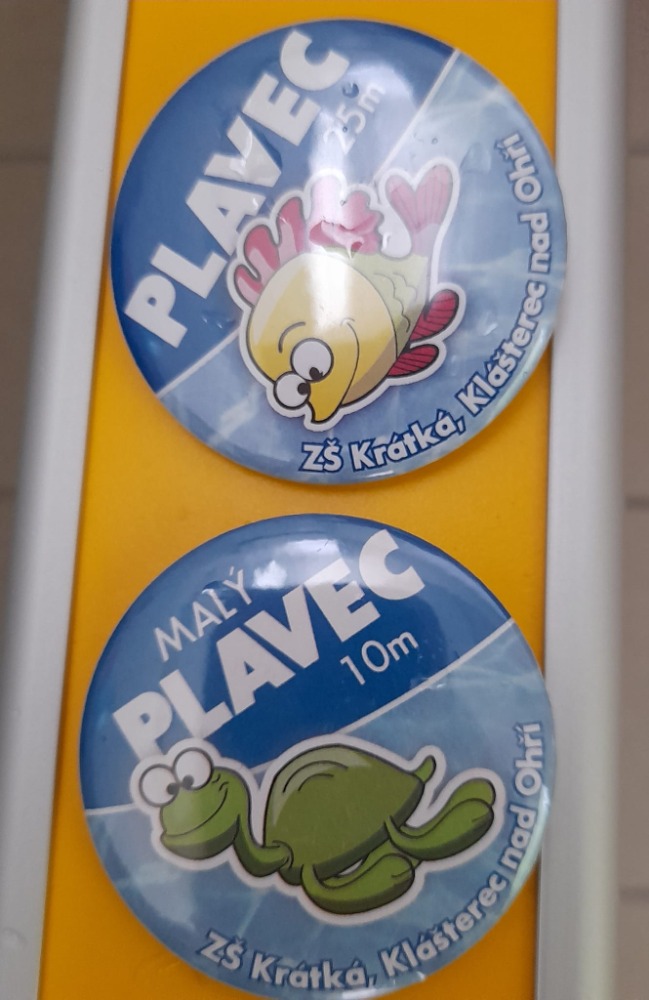 PLAVEC
25m
ZŠ Krátká, Klášterec nad Ohří
MALÝ
PLAVEC
10m
ZŠ Krátká, Klášterec nad Ohří